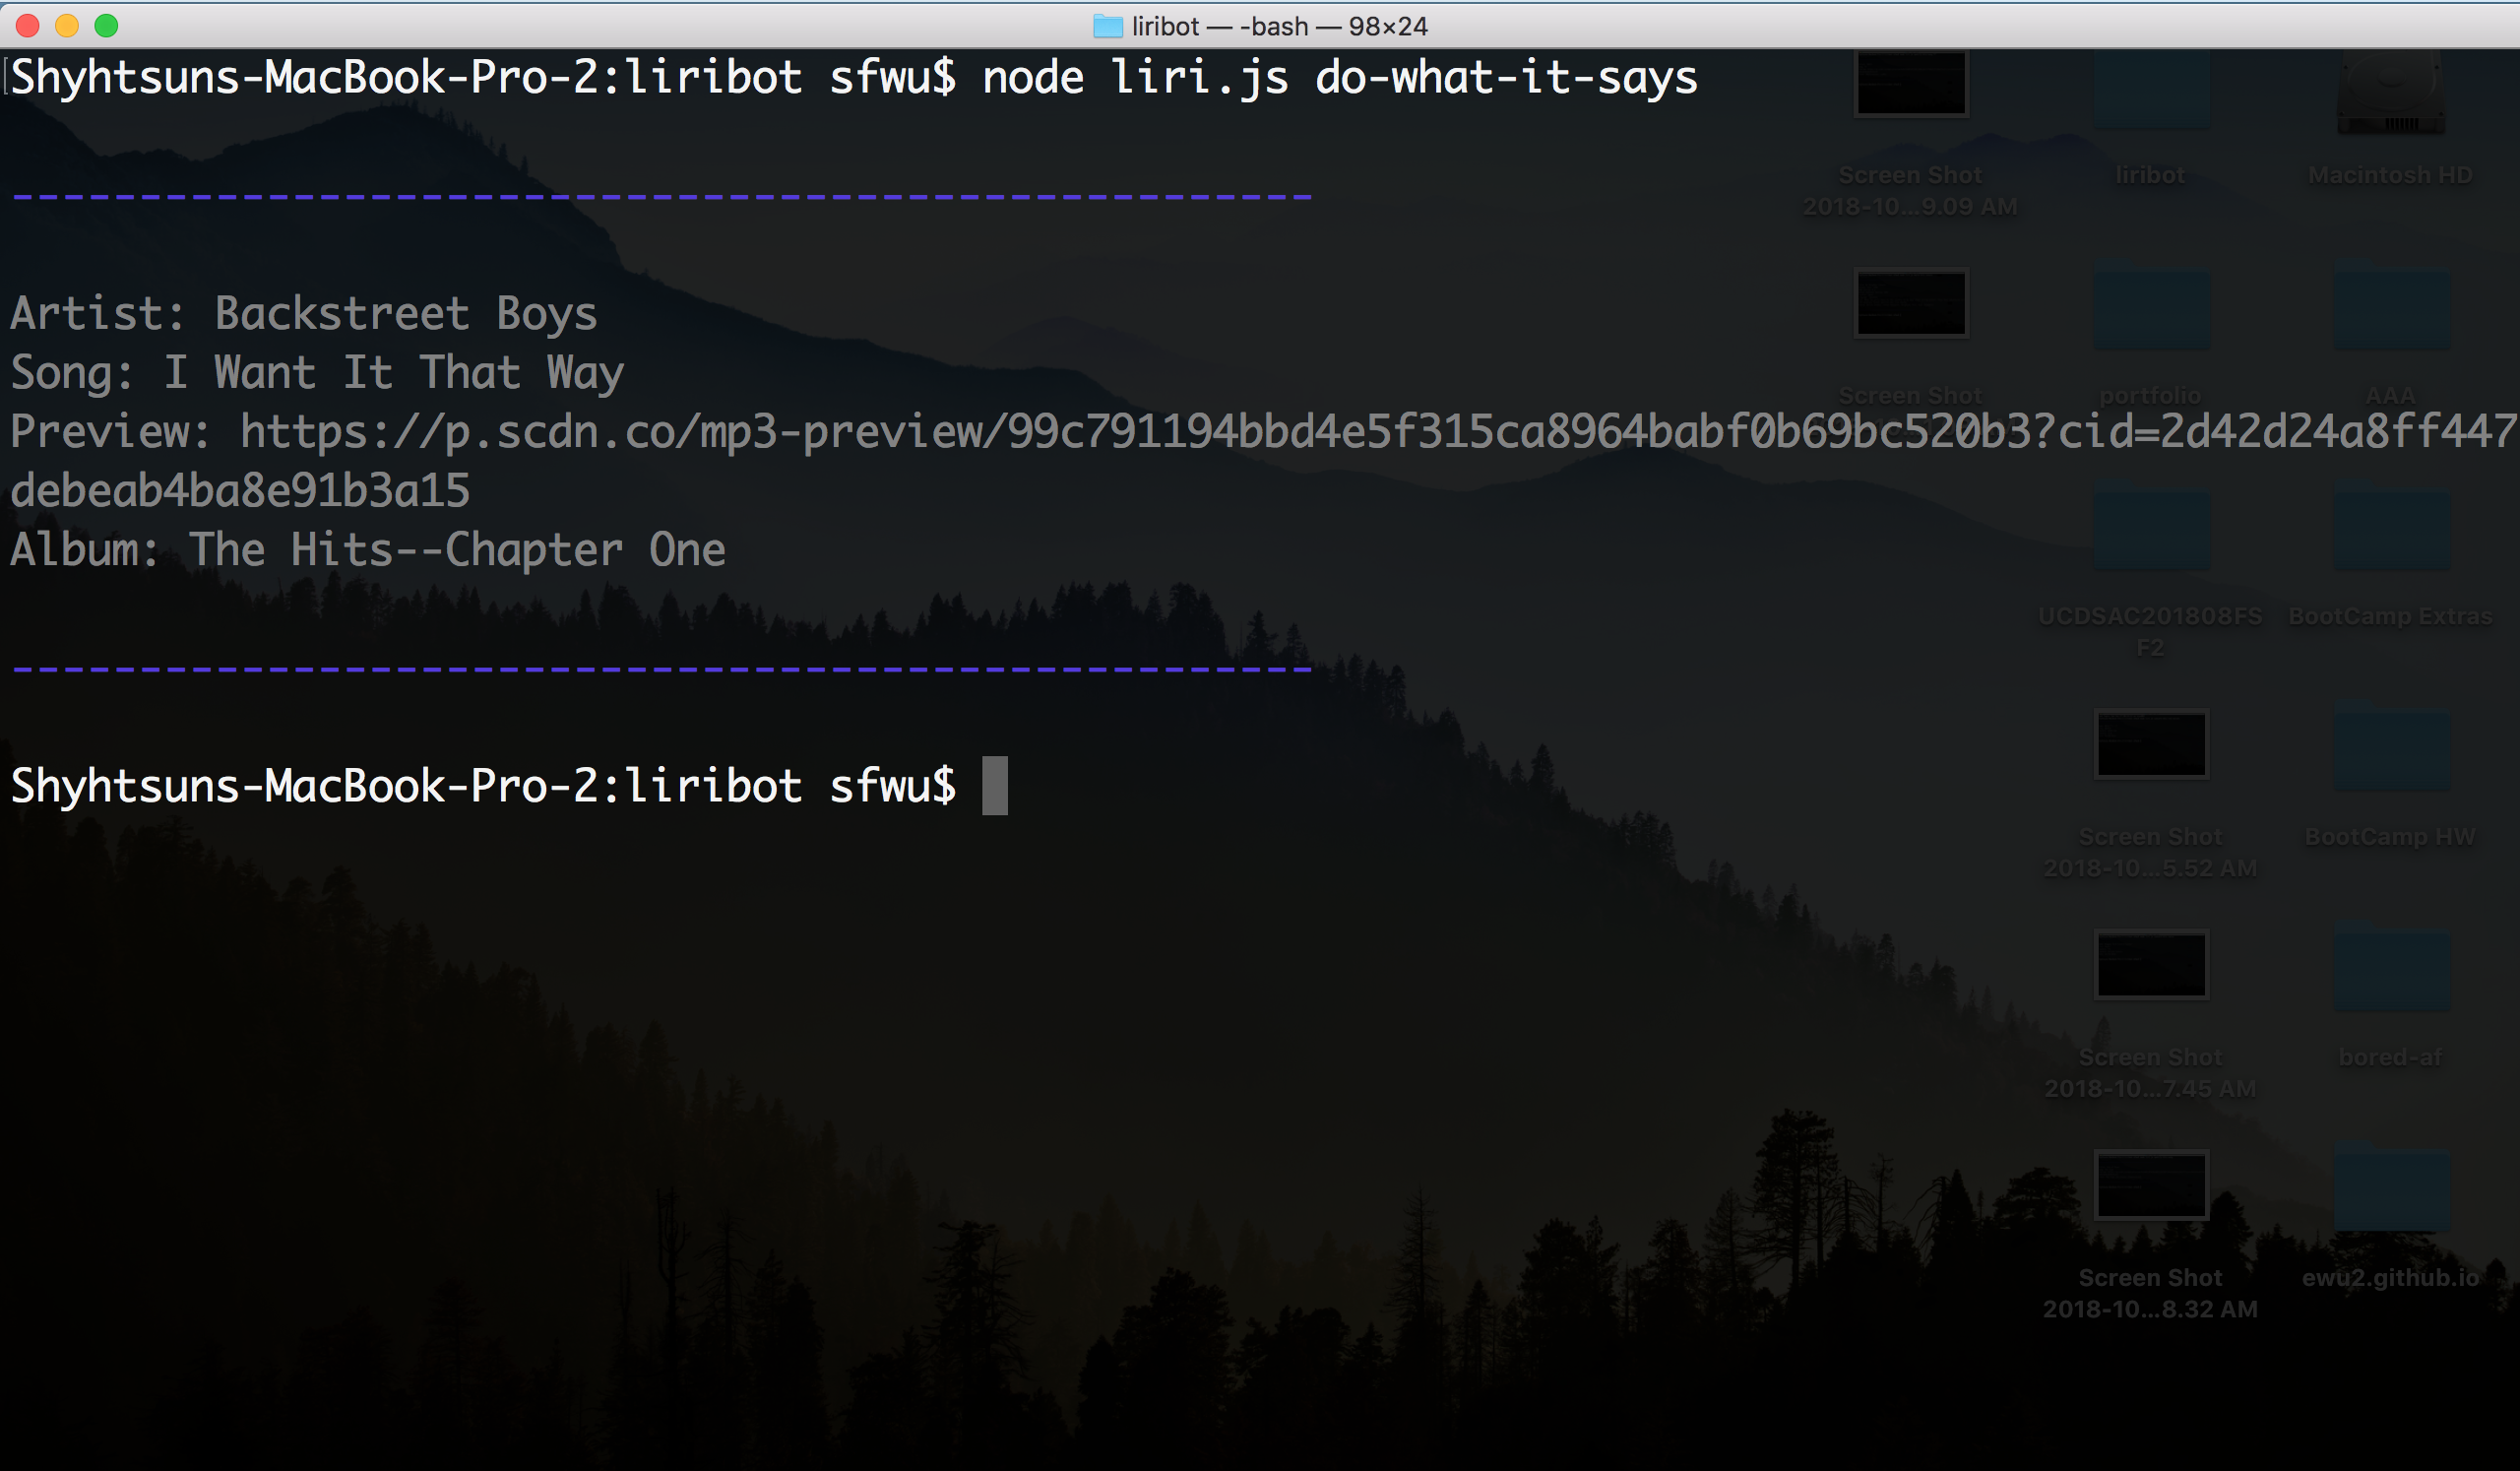 liribot — -bash — 98×24
Shyhtsuns-MacBook-Pro-2:liribot sfwu$ node liri.js do-what-it-says
---------------------------------------------------
Artist: Backstreet Boys
Song: I Want It That Way
Preview: https://p.scdn.co/mp3-preview/99c791194bbd4e5f315ca8964babf0b69bc520b3?cid=2d42d24a8ff447
debeab4ba8e91b3a15
Album: The Hits--Chapter One
---------------------------------------------------
Shyhtsuns-MacBook-Pro-2:liribot sfwu$
Screen Shot
2018-10...9.09 AM
liribot
Macintosh HD
Screen Shot
portfolio
AAA
UCDSAC201808FS
F2
BootCamp Extras
Screen Shot
2018-10...5.52 AM
BootCamp HW
Screen Shot
2018-10...7.45 AM
bored-af
Screen Shot
2018-10...8.32 AM
ewu2.github.io